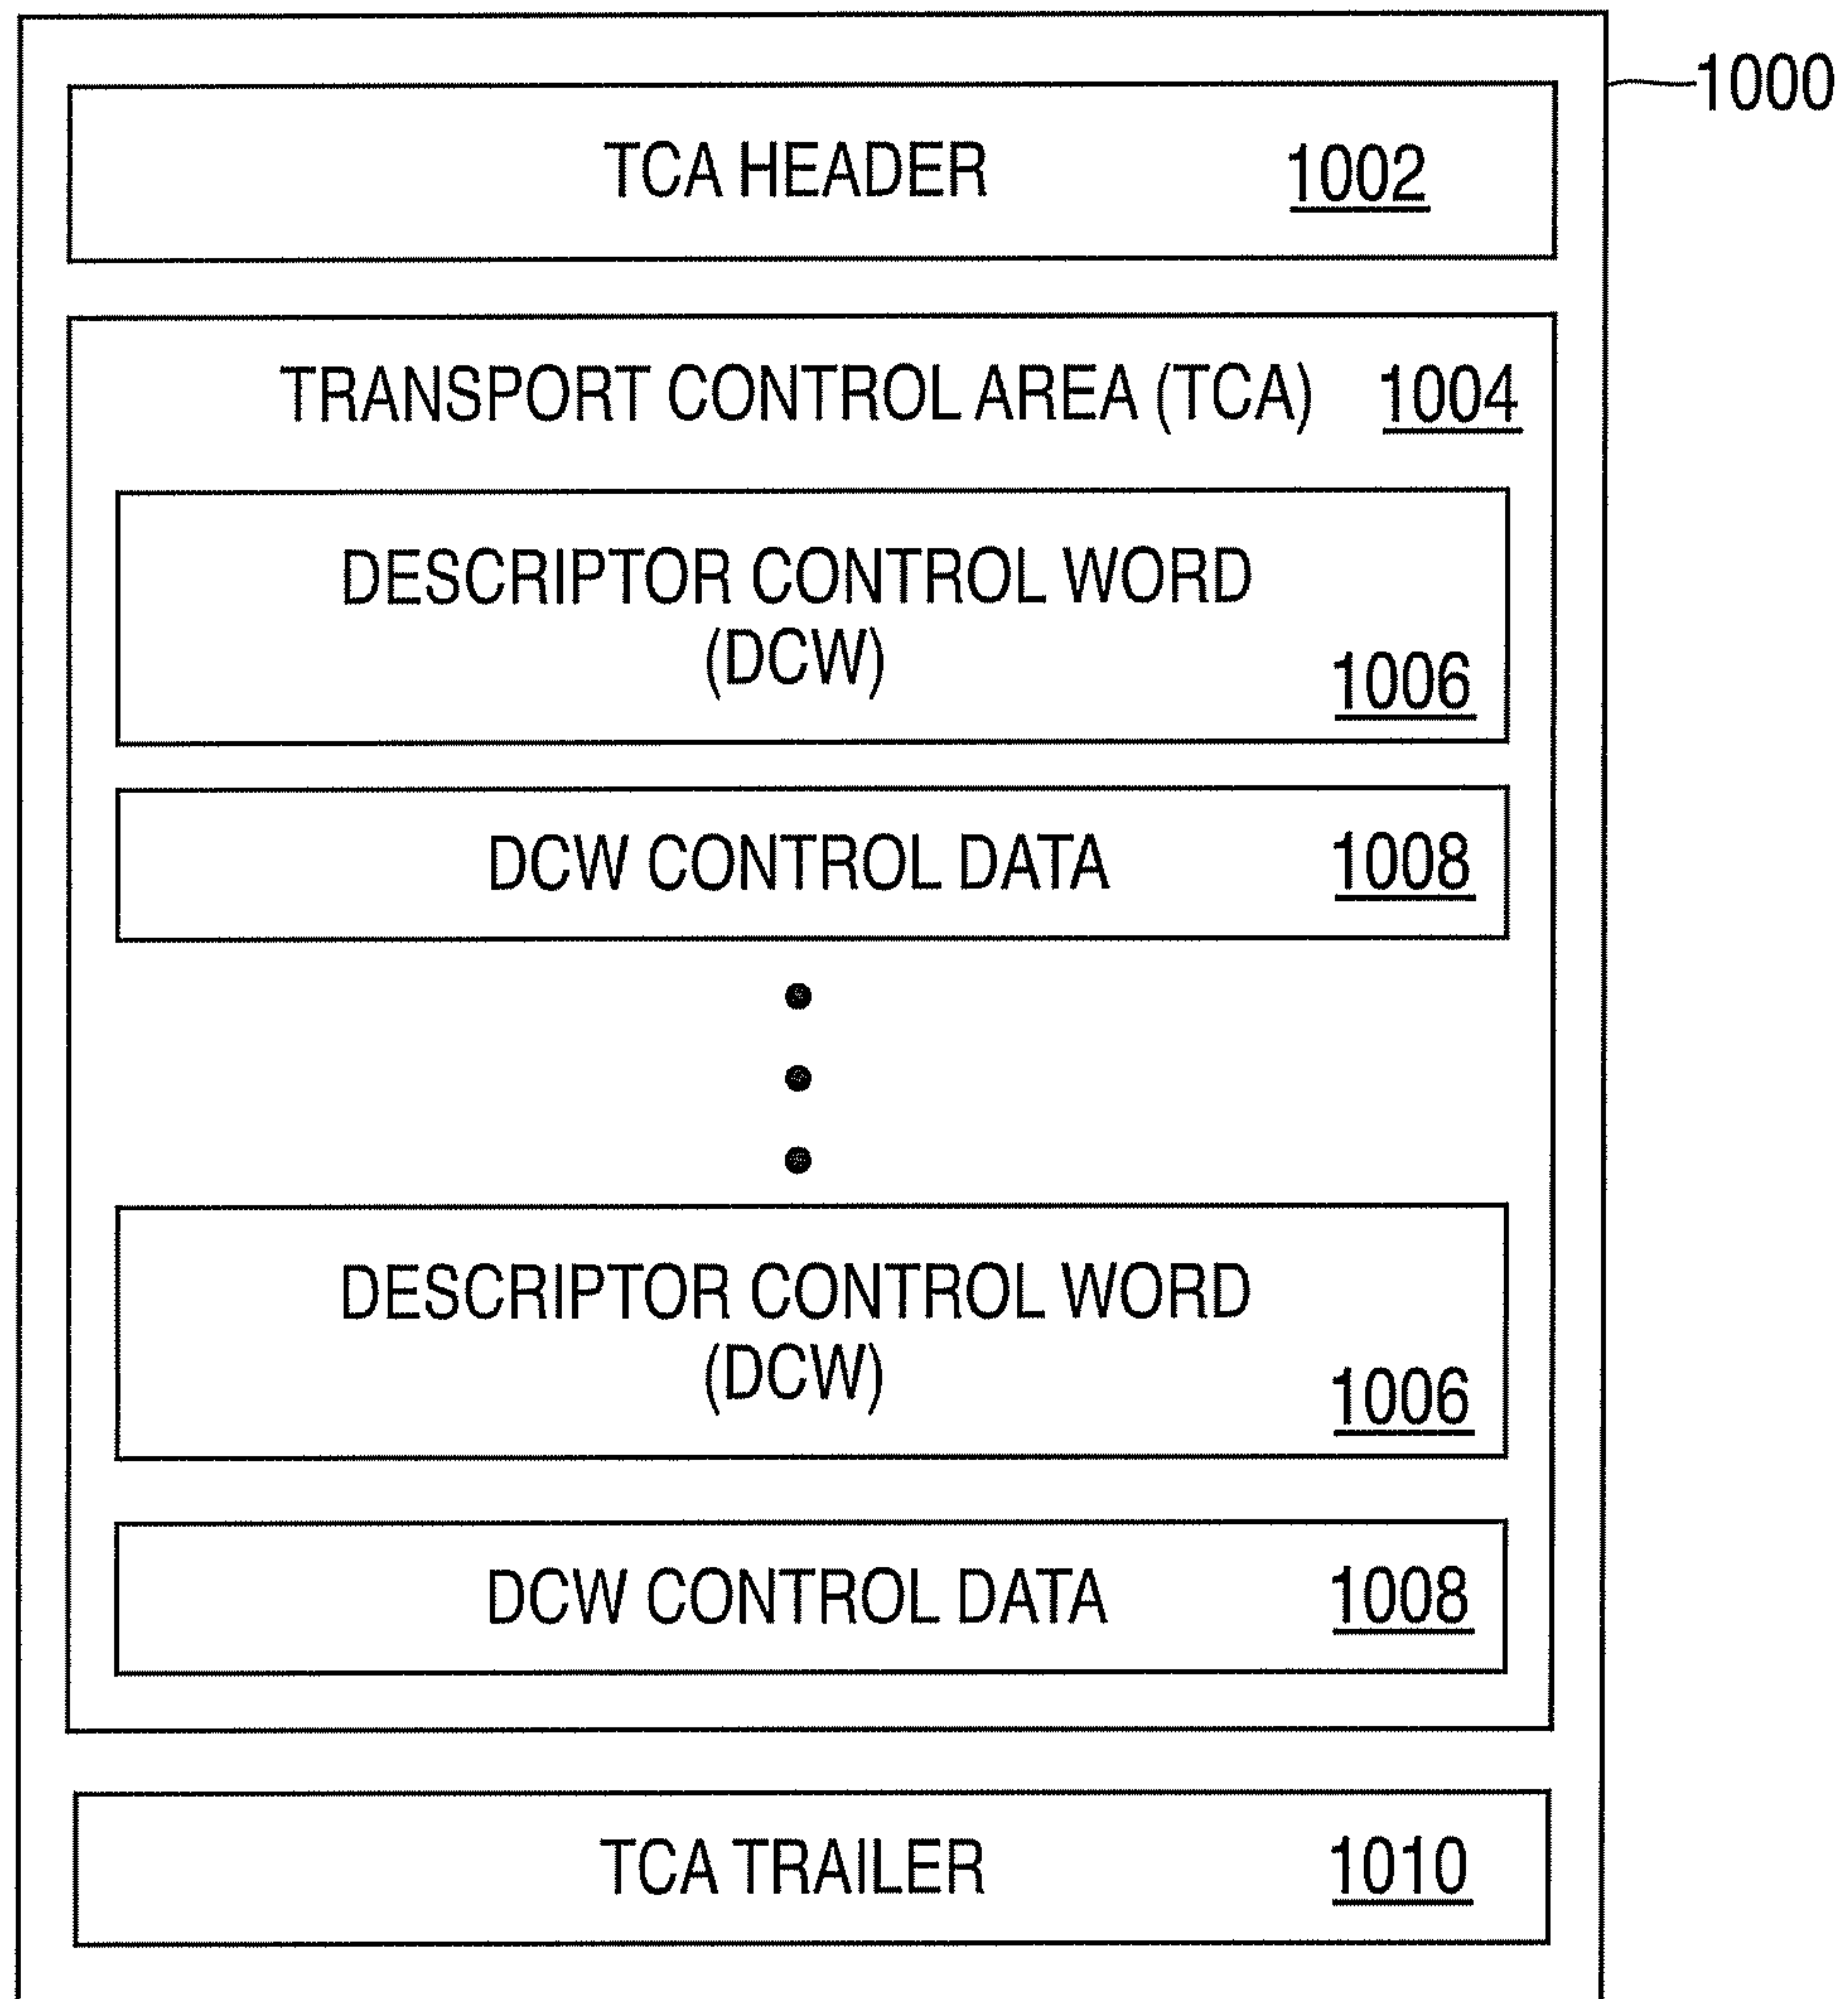 1000
TCA HEADER 1002
TRANSPORT CONTROL AREA (TCA) 1004
DESCRIPTOR CONTROL WORD
(DCW)
1006
DCW CONTROL DATA 1008
DESCRIPTOR CONTROL WORD
(DCW)
1006
DCW CONTROL DATA 1008
TCA TRAILER 1010